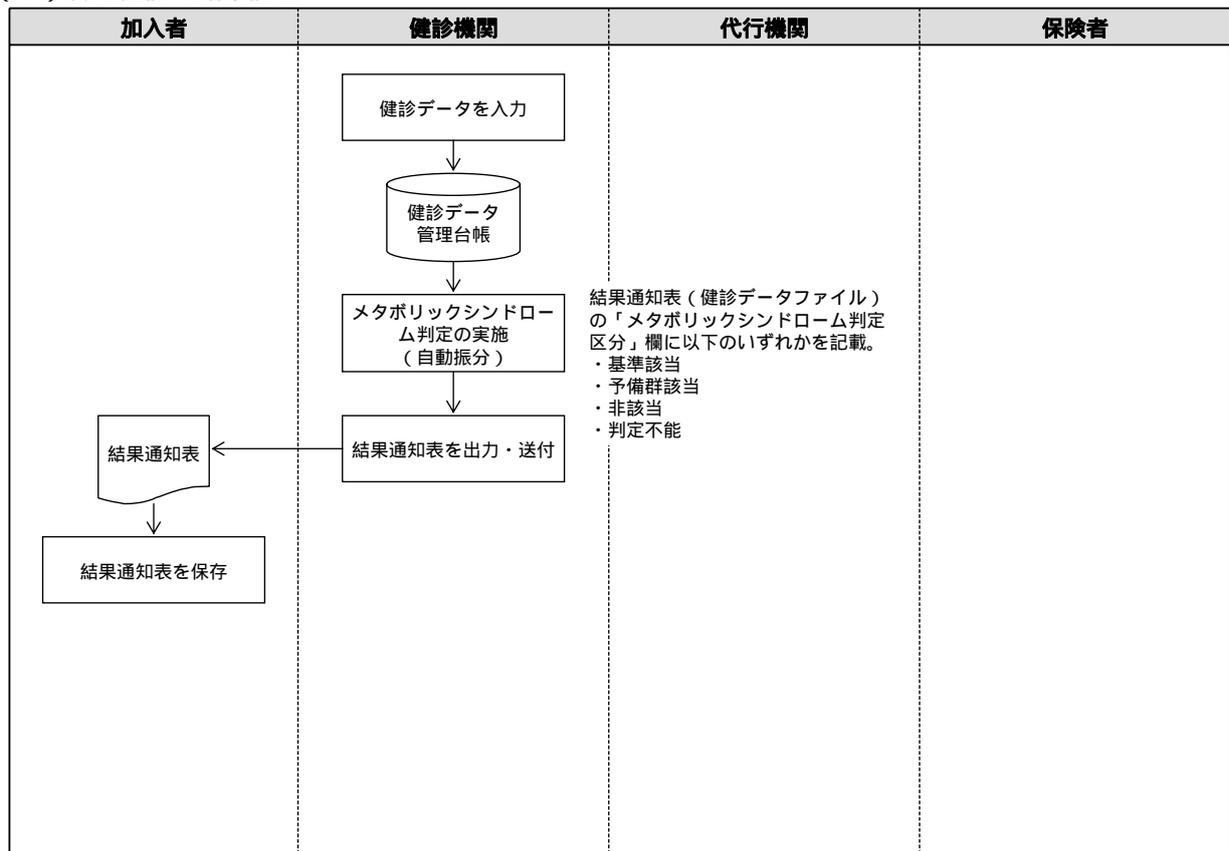 加入者
健診機関
代行機関
保険者
健診データを入力
健診データ
管理台帳
メタボリックシンドロー
ム判定の実施
(自動振分)
結果通知表(健診データファイル)
の「メタボリックシンドローム判定
区分」欄に以下のいずれかを記載。
・基準該当
・予備群該当
・非該当
・判定不能
結果通知表を出力・送付
結果通知表
結果通知表を保存